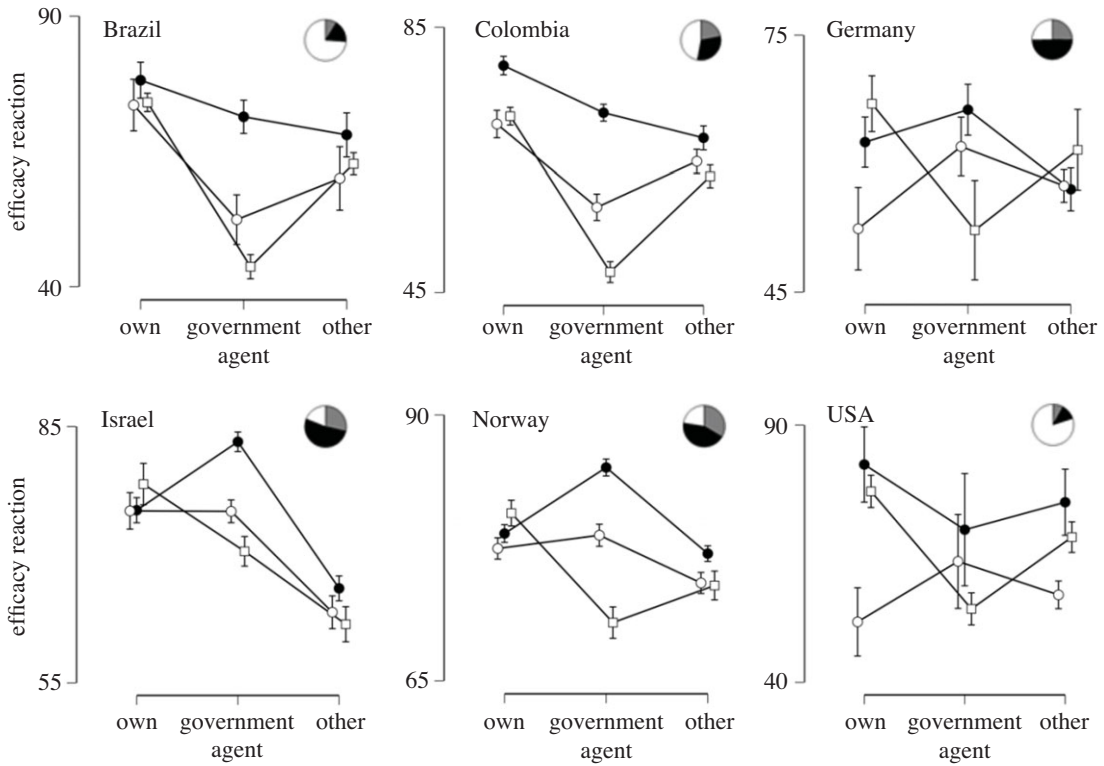 90
Brazil
efficacy reaction
40
own government other
agent
85
Colombia
45
own government other
agent
75
Germany
45
own government other
agent
85
Israel
efficacy reaction
55
own government other
agent
90
Norway
65
own government other
agent
90
USA
40
own government other
agent